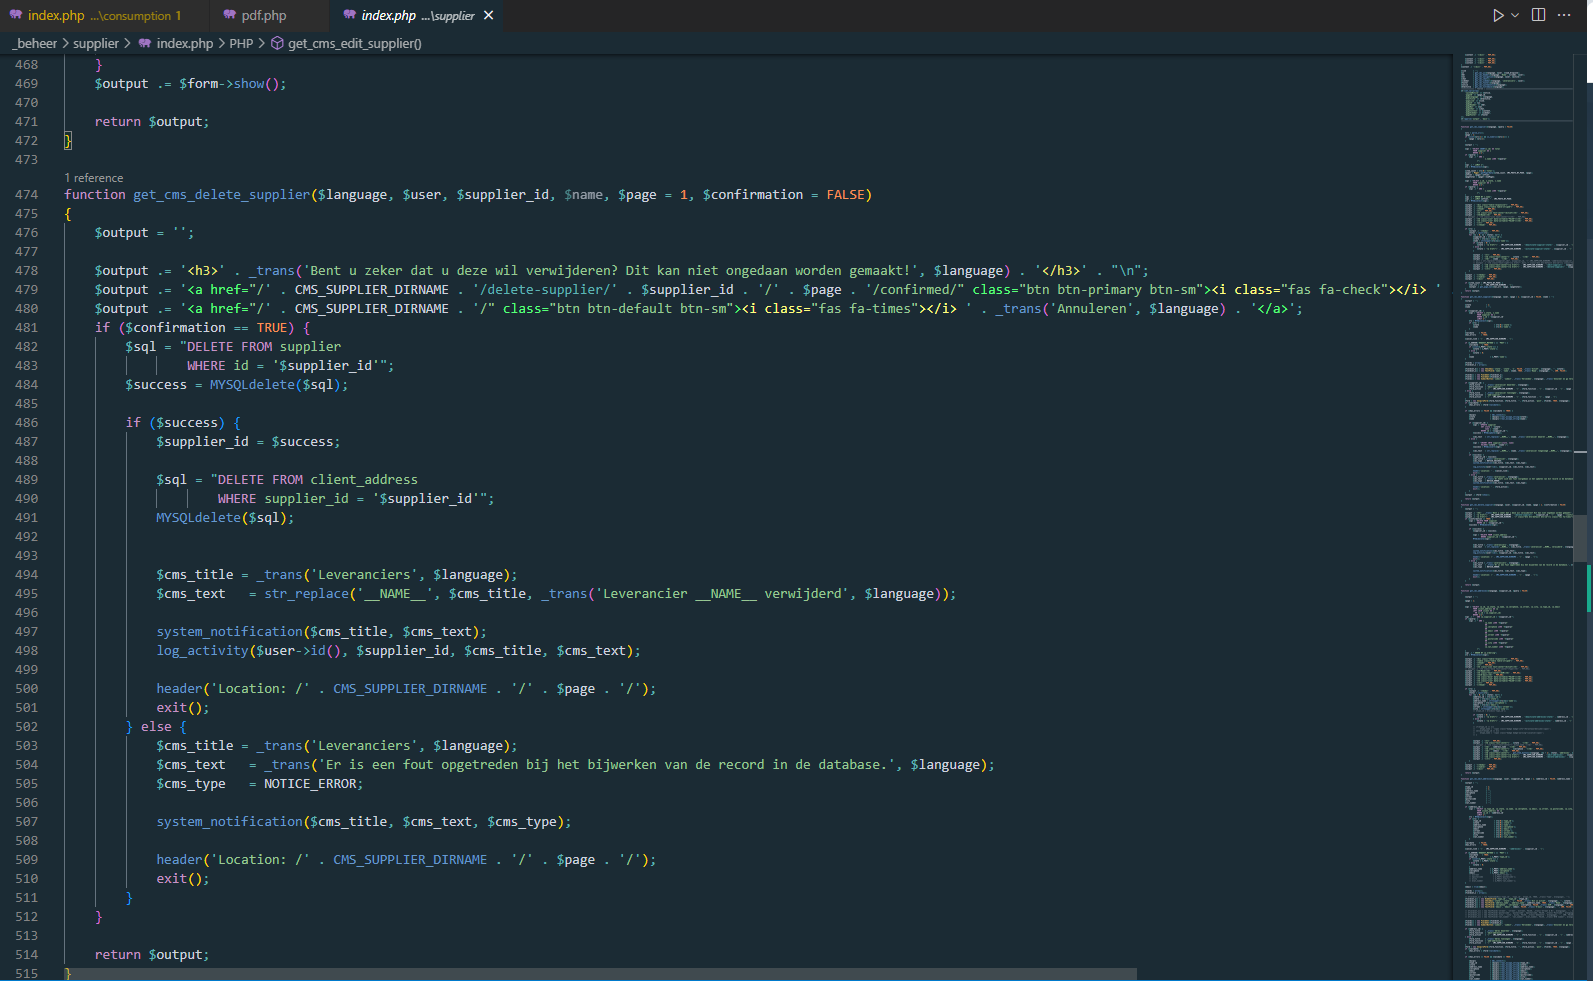 index.php ...\consumption 1
pdf.php
index.php ...\supplier
_beheer > supplier > index.php > PHP > get_cms_edit_supplier()
468 }
469 $output .= $form->show();
470
471 return $output;
472 }
473
1 reference
474 function get_cms_delete_supplier($language, $user, $supplier_id, $name, $page = 1, $confirmation = FALSE)
475 {
476 $output = '';
477
478 $output .= '<h3>' . _trans('Bent u zeker dat u deze wil verwijderen? Dit kan niet ongedaan worden gemaakt!', $language) . '</h3>' . "\n";
479 $output .= '<a href="/' . CMS_SUPPLIER_DIRNAME . '/delete-supplier/' . $supplier_id . '/' . $page . '/confirmed/" class="btn btn-primary btn-sm"><i class="fas fa-check"></i> '
480 $output .= '<a href="/' . CMS_SUPPLIER_DIRNAME . '/" class="btn btn-default btn-sm"><i class="fas fa-times"></i> ' . _trans('Annuleren', $language) . '</a>';
481 if ($confirmation == TRUE) {
482 $sql = "DELETE FROM supplier
483 WHERE id = '$supplier_id'";
484 $success = MYSQLdelete($sql);
485
486 if ($success) {
487 $supplier_id = $success;
488
489 $sql = "DELETE FROM client_address
490 WHERE supplier_id = '$supplier_id'";
491 MYSQLdelete($sql);
492
493
494 $cms_title = _trans('Leveranciers', $language);
495 $cms_text = str_replace('__NAME__', $cms_title, _trans('Leverancier __NAME__ verwijderd', $language));
496
497 system_notification($cms_title, $cms_text);
498 log_activity($user->id(), $supplier_id, $cms_title, $cms_text);
499
500 header('Location: /' . CMS_SUPPLIER_DIRNAME . '/' . $page . '/');
501 exit();
502 } else {
503 $cms_title = _trans('Leveranciers', $language);
504 $cms_text = _trans('Er is een fout opgetreden bij het bijwerken van de record in de database.', $language);
505 $cms_type = NOTICE_ERROR;
506
507 system_notification($cms_title, $cms_text, $cms_type);
508
509 header('Location: /' . CMS_SUPPLIER_DIRNAME . '/' . $page . '/');
510 exit();
511 }
512 }
513
514 return $output;
515 }